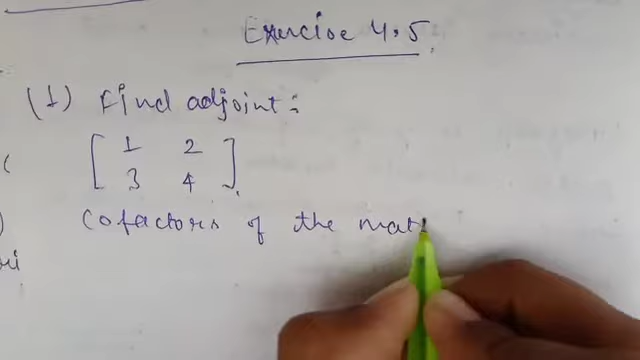 Exercise 4.5
(1) Find adjoint:
[ 1 2
3 4 ].
Cofactors of the mat